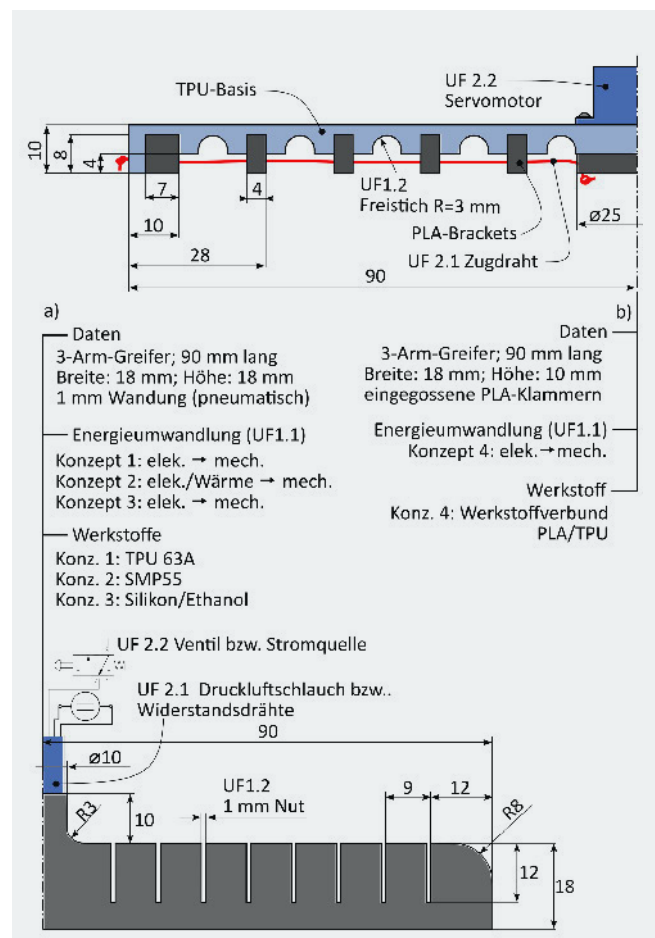 TPU-Basis
UF 2.2
Servomotor
10
8
4
7
4
10
28
90
UF1.2
Freistich R=3 mm
PLA-Brackets
UF 2.1 Zugdraht
ø25
a)
Daten
3-Arm-Greifer; 90 mm lang
Breite: 18 mm; Höhe: 18 mm
1 mm Wandung (pneumatisch)
Energieumwandlung (UF1.1)
Konzept 1: elek. → mech.
Konzept 2: elek./Wärme → mech.
Konzept 3: elek. → mech.
Werkstoffe
Konz. 1: TPU 63A
Konz. 2: SMP55
Konz. 3: Silikon/Ethanol
b)
Daten
3-Arm-Greifer; 90 mm lang
Breite: 18 mm; Höhe: 10 mm
eingegossene PLA-Klammern
Energieumwandlung (UF1.1)
Konzept 4: elek.→mech.
Werkstoff
Konz. 4: Werkstoffverbund
PLA/TPU
UF 2.2 Ventil bzw. Stromquelle
UF 2.1 Druckluftschlauch bzw..
Widerstandsdrähte
90
ø10
R3
10
UF1.2
1 mm Nut
9
12
R8
12
18